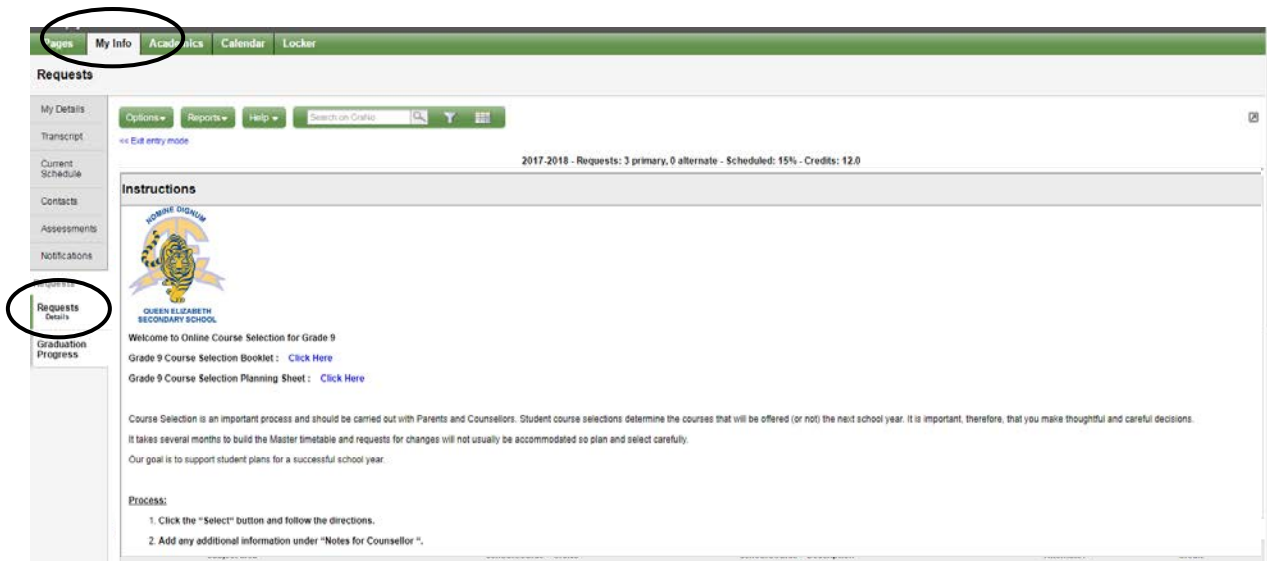 Pages My Info Academics Calendar Locker
Requests
My Details
Transcript
Current
Schedule
Contacts
Assessments
Notifications
Requests
Requests
Details
Graduation
Progress
Options Reports Help Search on CrsNo
<< Exit entry mode
2017-2018 - Requests: 3 primary, 0 alternate - Scheduled: 15% - Credits: 12.0
Instructions
NOMINE DIGNUM
QUEEN ELIZABETH
SECONDARY SCHOOL
Welcome to Online Course Selection for Grade 9
Grade 9 Course Selection Booklet : Click Here
Grade 9 Course Selection Planning Sheet : Click Here
Course Selection is an important process and should be carried out with Parents and Counsellors. Student course selections determine the courses that will be offered (or not) the next school year. It is important, therefore, that you make thoughtful and careful decisions.
It takes several months to build the Master timetable and requests for changes will not usually be accommodated so plan and select carefully.
Our goal is to support student plans for a successful school year.
Process:
1. Click the "Select" button and follow the directions.
2. Add any additional information under "Notes for Counsellor ".